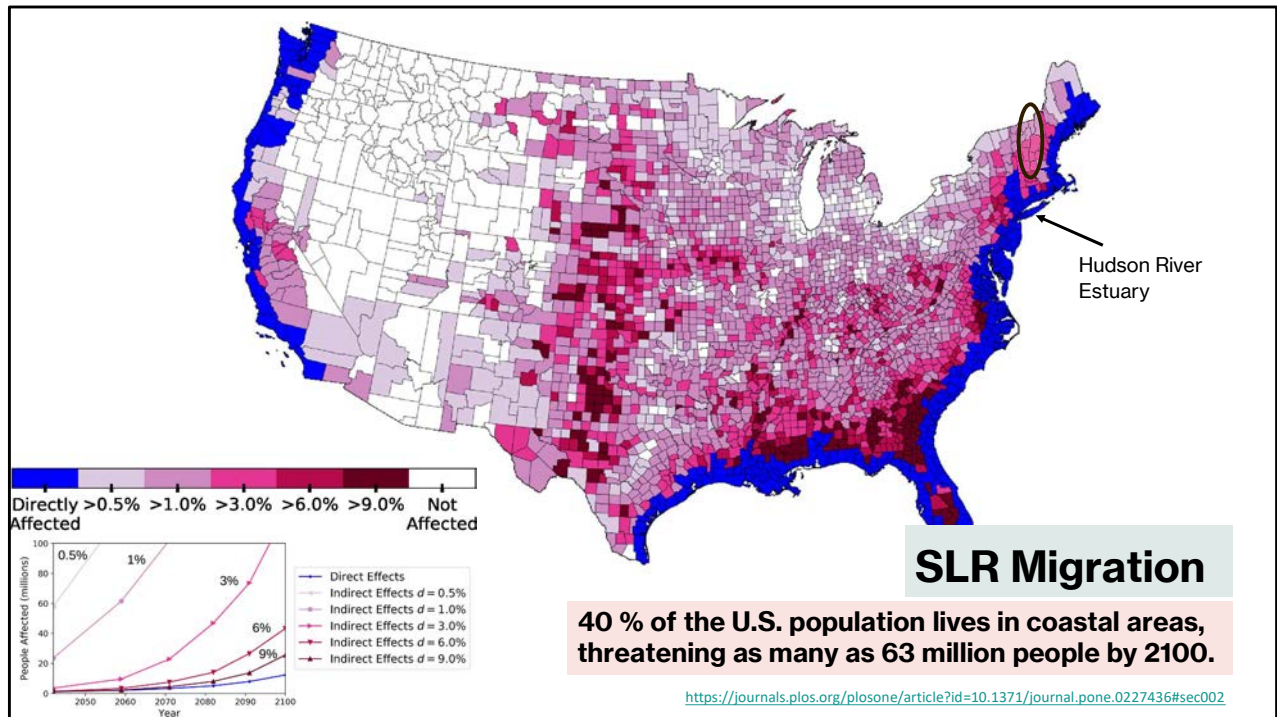 Hudson River
Estuary
Directly >0.5% >1.0% >3.0% >6.0% >9.0% Not
Affected Affected
100
80
60
40
20
0
People Affected (millions)
0.5%
1%
3%
6%
9%
2050 2060 2070 2080 2090 2100
Year
Direct Effects
Indirect Effects d = 0.5%
Indirect Effects d = 1.0%
Indirect Effects d = 3.0%
Indirect Effects d = 6.0%
Indirect Effects d = 9.0%
SLR Migration
40 % of the U.S. population lives in coastal areas,
threatening as many as 63 million people by 2100.
https://journals.plos.org/plosone/article?id=10.1371/journal.pone.0227436#sec002